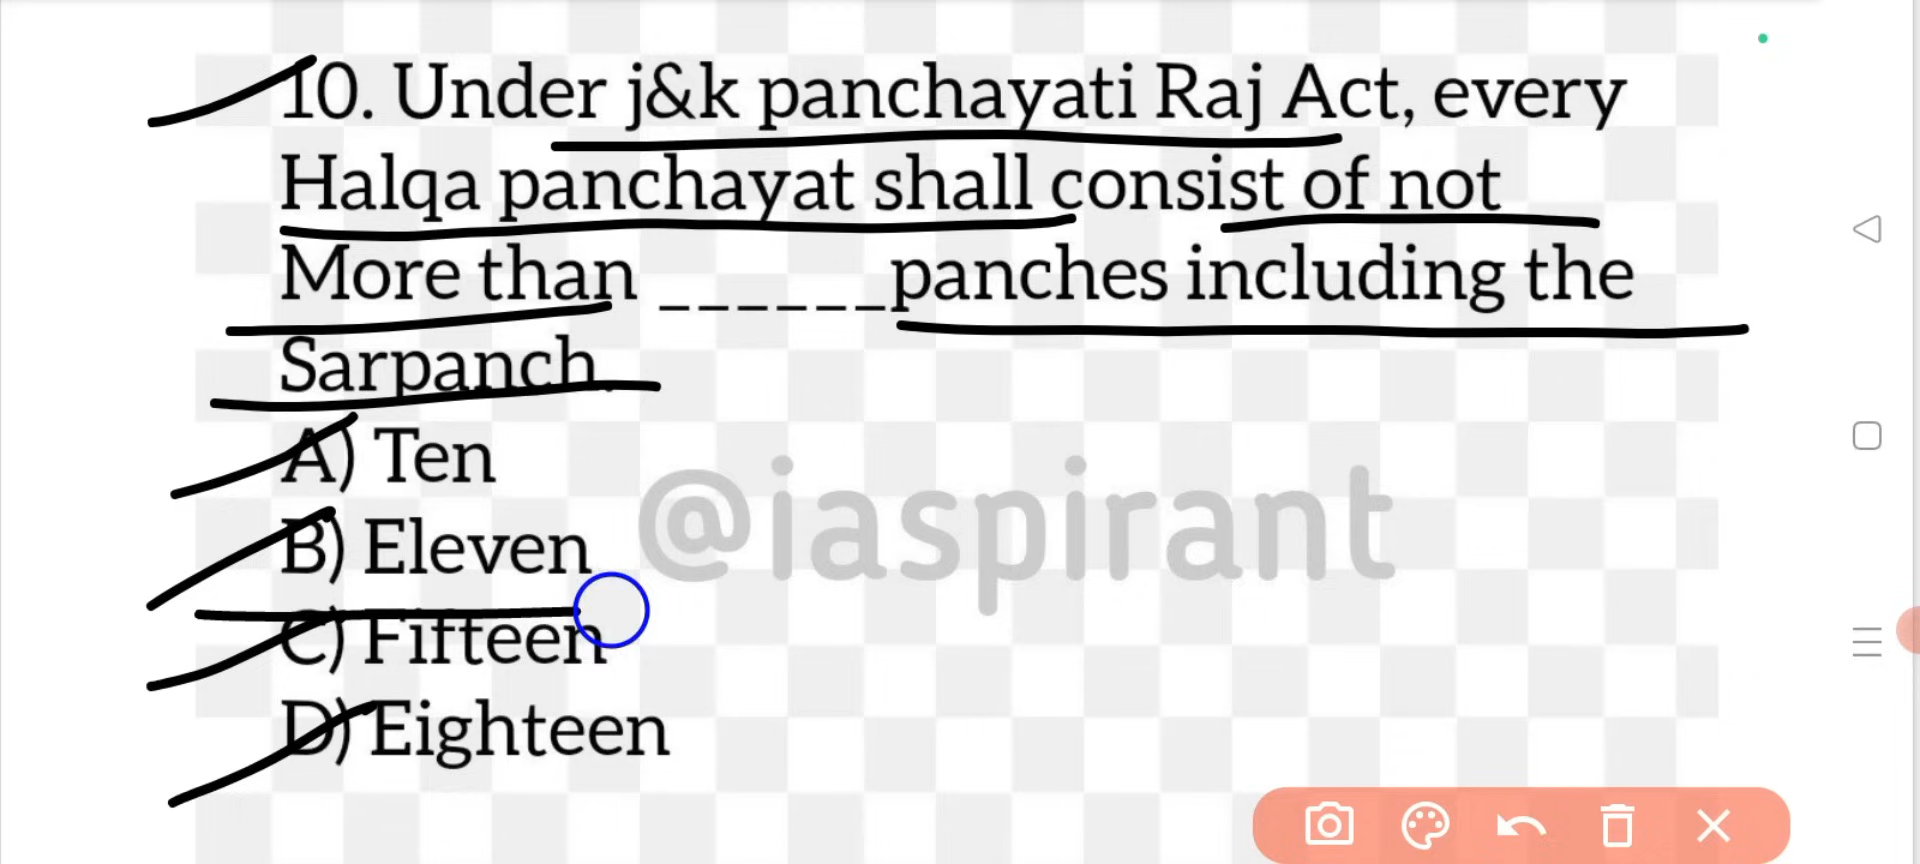 10. Under j&k panchayati Raj Act, every
Halqa panchayat shall consist of not
More than ______panches including the
Sarpanch.
A) Ten
B) Eleven
C) Fifteen
D) Eighteen
@iaspirant